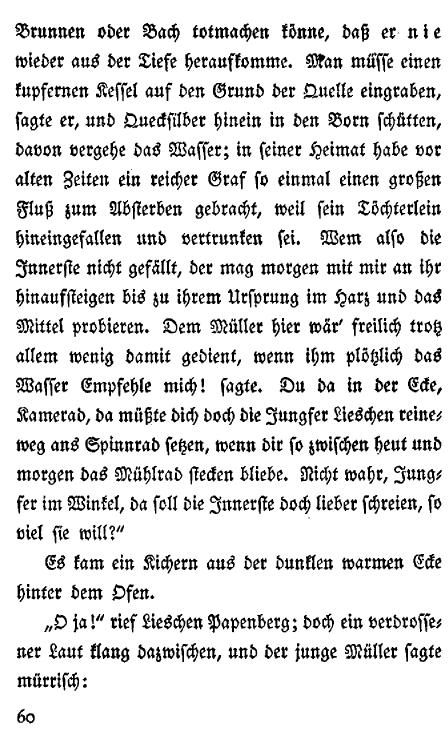 Brunnen oder Bach totmachen könne, daß er nie
wieder aus der Tiefe heraufkomme. Man müsse einen
kupfernen Kessel auf den Grund der Quelle eingraben,
sagte er, und Quecksilber hinein in den Born schütten,
davon vergehe das Wasser; in seiner Heimat habe vor
alten Zeiten ein reicher Graf so einmal einen großen
Fluß zum Absterben gebracht, weil sein Töchterlein
hineingefallen und vertrunken sei. Wem also die
Innerste nicht gefällt, der mag morgen mit mir an ihr
hinaufsteigen bis zu ihrem Ursprung im Harz und das
Mittel probieren. Dem Müller hier wär’ freilich trotz
allem wenig damit gedient, wenn ihm plötzlich das
Wasser Empfehle mich! sagte. Du da in der Ecke,
Kamerad, da müßte dich doch die Jungfer Lieschen reine-
weg ans Spinnrad setzen, wenn dir so zwischen heut und
morgen das Mühlrad stecken bliebe. Nicht wahr, Jung-
fer im Winkel, da soll die Innerste doch lieber schreien, so
viel sie will?“
Es kam ein Kichern aus der dunklen warmen Ecke
hinter dem Ofen.
„O ja!“ rief Lieschen Papenberg; doch ein verdrosse-
ner Laut klang dazwischen, und der junge Müller sagte
mürrisch:
60